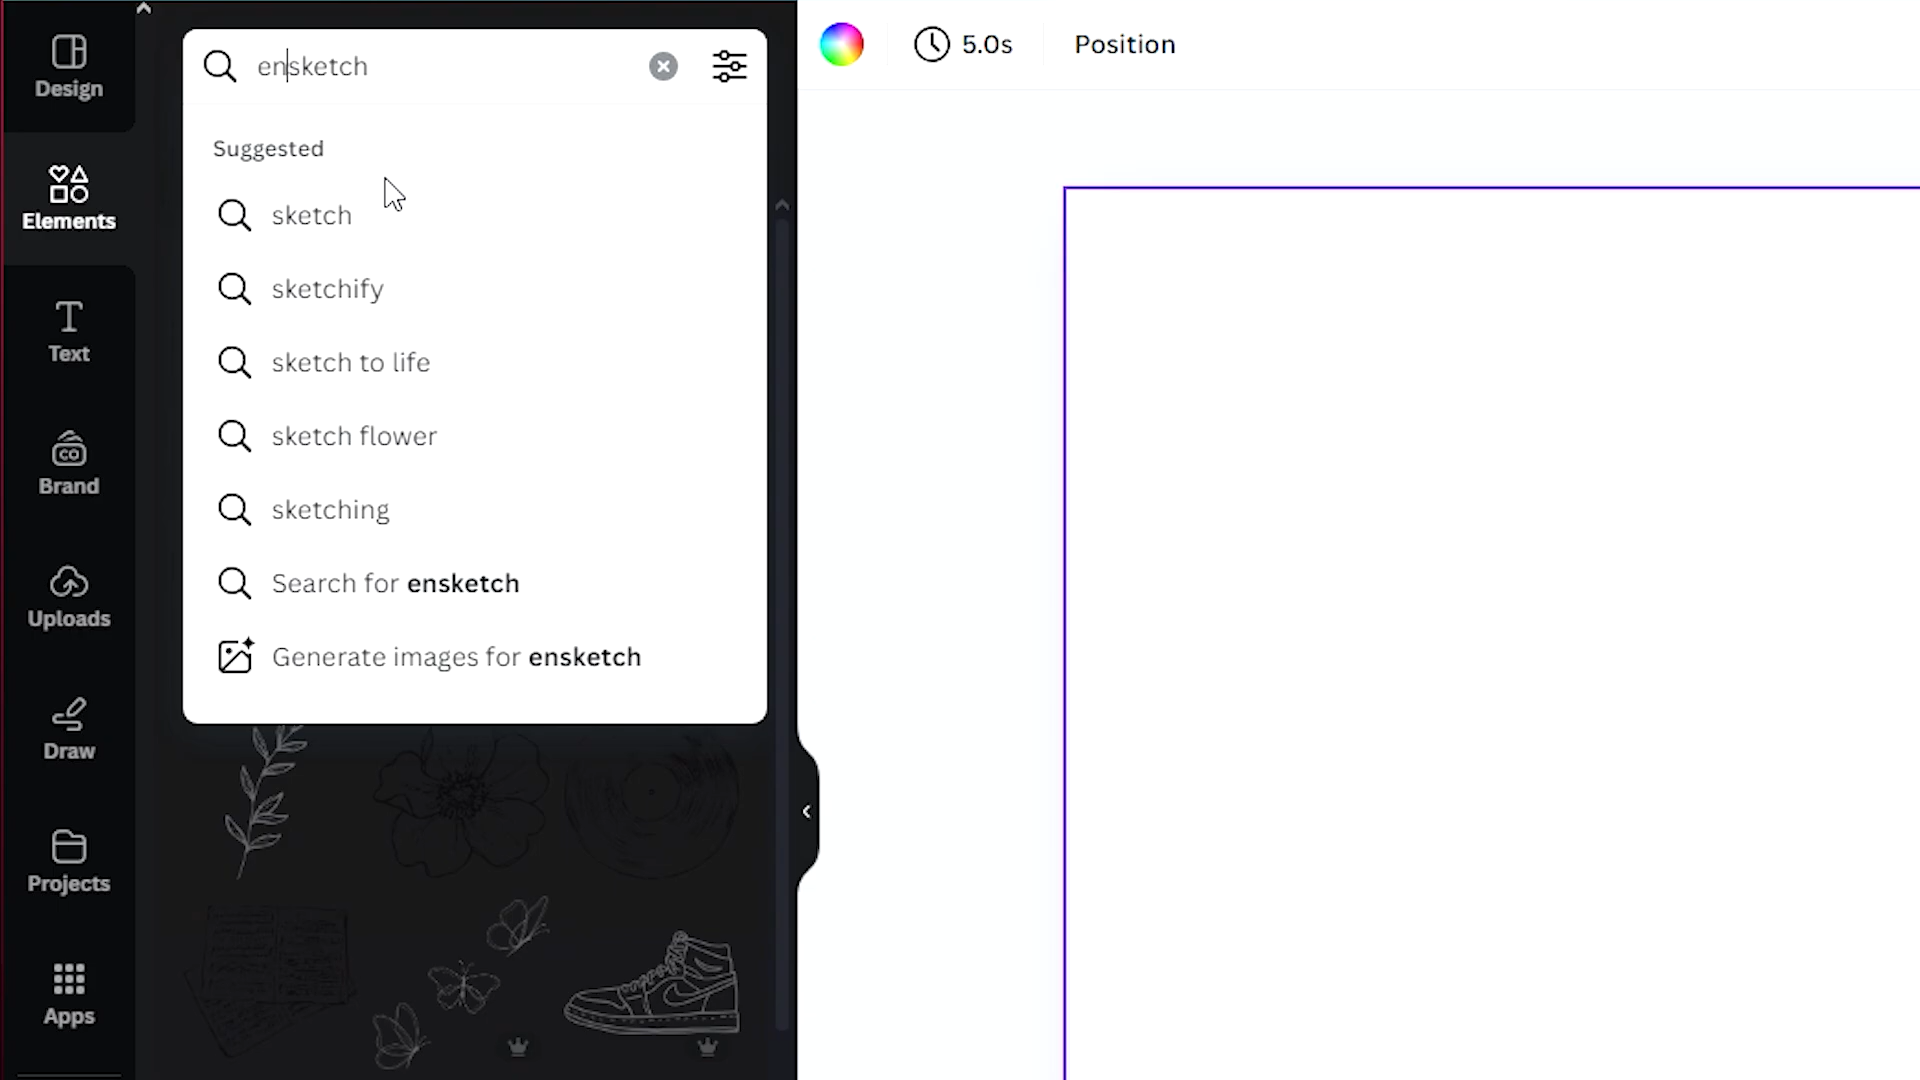 Design
Elements
Text
Brand
CO
Uploads
Draw
Projects
Apps
ensketch
Suggested
sketch
sketchify
sketch to life
sketch flower
sketching
Search for ensketch
Generate images for ensketch
5.0s
Position